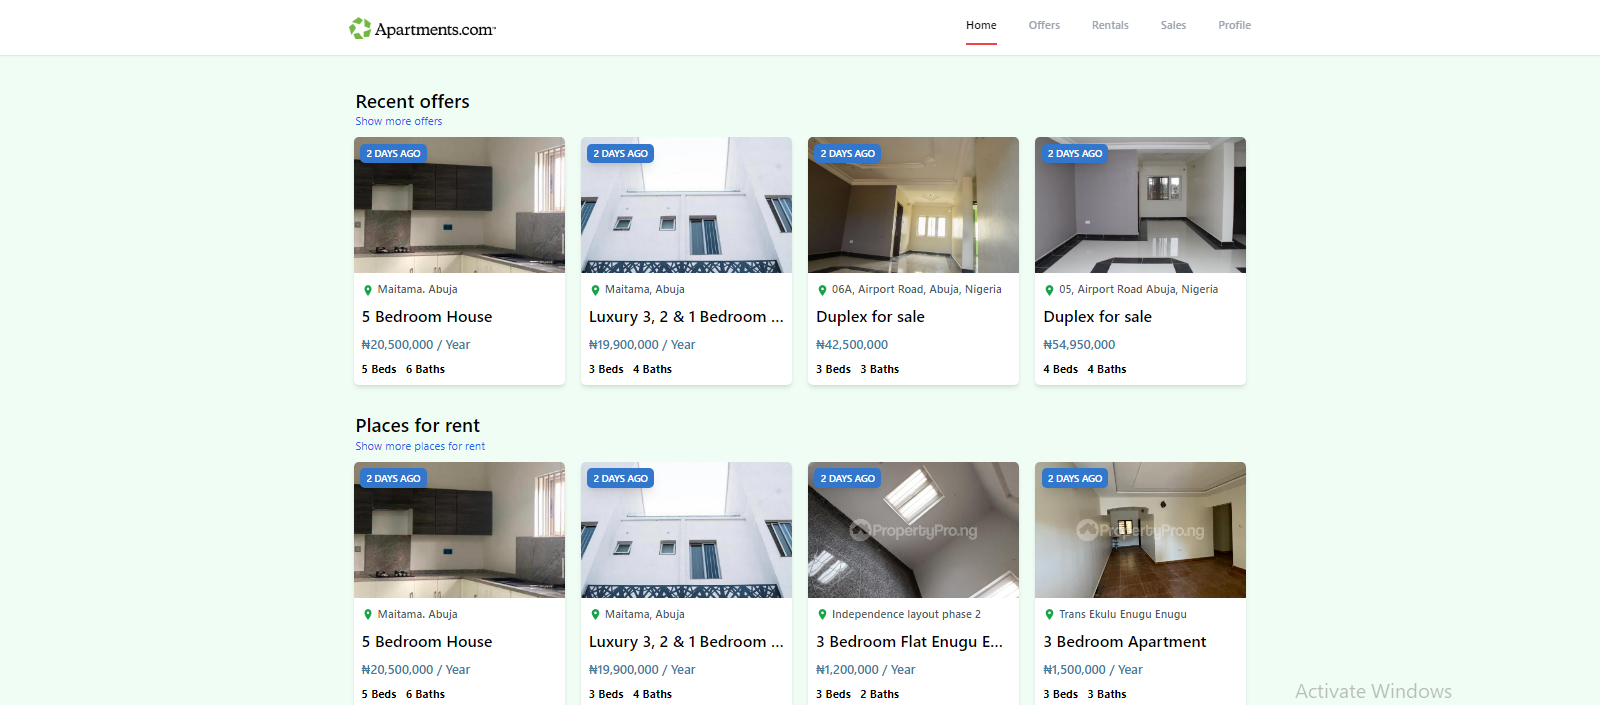 Apartments.com™
Home Offers Rentals Sales Profile
Recent offers
Show more offers
2 DAYS AGO
Maitama. Abuja
5 Bedroom House
₦20,500,000 / Year
5 Beds 6 Baths
2 DAYS AGO
Maitama, Abuja
Luxury 3, 2 & 1 Bedroom ...
₦19,900,000 / Year
3 Beds 4 Baths
2 DAYS AGO
06A, Airport Road, Abuja, Nigeria
Duplex for sale
₦42,500,000
3 Beds 3 Baths
2 DAYS AGO
05, Airport Road Abuja, Nigeria
Duplex for sale
₦54,950,000
4 Beds 4 Baths
Places for rent
Show more places for rent
2 DAYS AGO
Maitama. Abuja
5 Bedroom House
₦20,500,000 / Year
5 Beds 6 Baths
2 DAYS AGO
Maitama, Abuja
Luxury 3, 2 & 1 Bedroom ...
₦19,900,000 / Year
3 Beds 4 Baths
2 DAYS AGO
PropertyPro.ng
Independence layout phase 2
3 Bedroom Flat Enugu E...
₦1,200,000 / Year
3 Beds 2 Baths
2 DAYS AGO
PropertyPro.ng
Trans Ekulu Enugu Enugu
3 Bedroom Apartment
₦1,500,000 / Year
3 Beds 3 Baths
Activate Windows